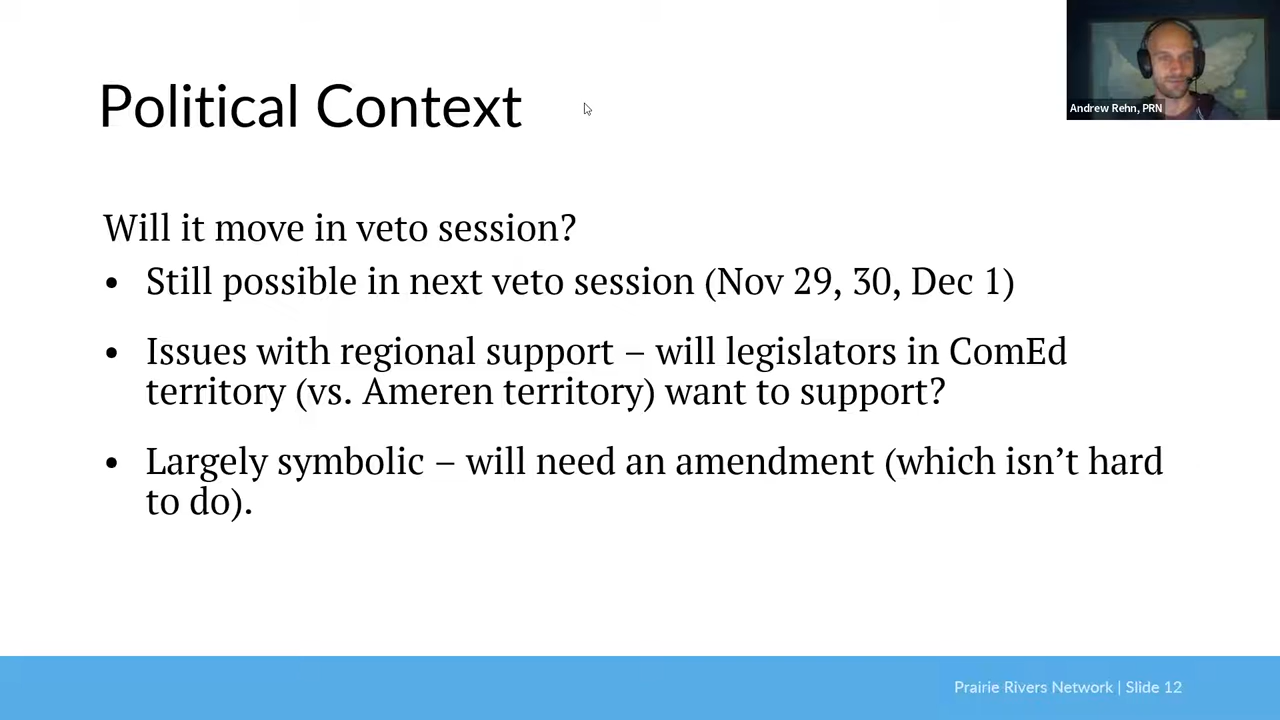 Political Context
Andrew Rehn, PRN
Will it move in veto session?
• Still possible in next veto session (Nov 29, 30, Dec 1)
• Issues with regional support – will legislators in ComEd
territory (vs. Ameren territory) want to support?
• Largely symbolic – will need an amendment (which isn’t hard
to do).
Prairie Rivers Network | Slide 12